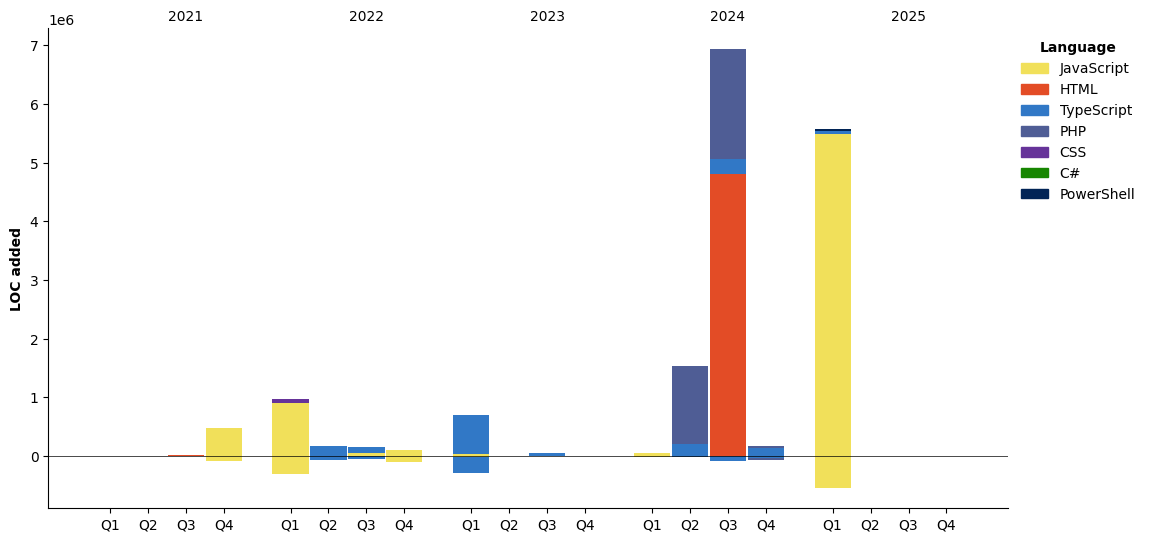 1e6
2021 2022 2023 2024 2025
7
6
5
4
3
2
1
0
LOC added
Q1 Q2 Q3 Q4 Q1 Q2 Q3 Q4 Q1 Q2 Q3 Q4 Q1 Q2 Q3 Q4 Q1 Q2 Q3 Q4
Language
JavaScript
HTML
TypeScript
PHP
CSS
C#
PowerShell